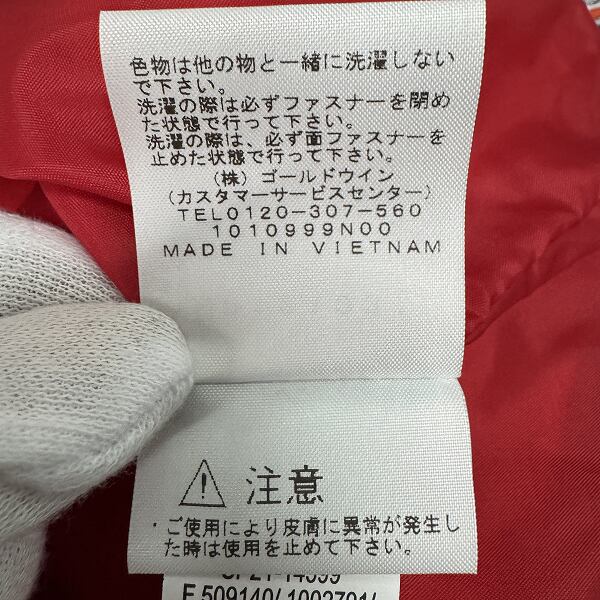 色物は他の物と一緒に洗濯しない
で下さい。
洗濯の際は必ずファスナーを閉め
た状態で行って下さい。
洗濯の際は、必ず面ファスナーを
止めた状態で行って下さい。
(株)ゴールドウイン
(カスタマーサービスセンター)
TEL0120-307-560
1010999N00
MADE IN VIETNAM
注意
・ご使用により皮膚に異常が発生し
た時は使用を止めて下さい。